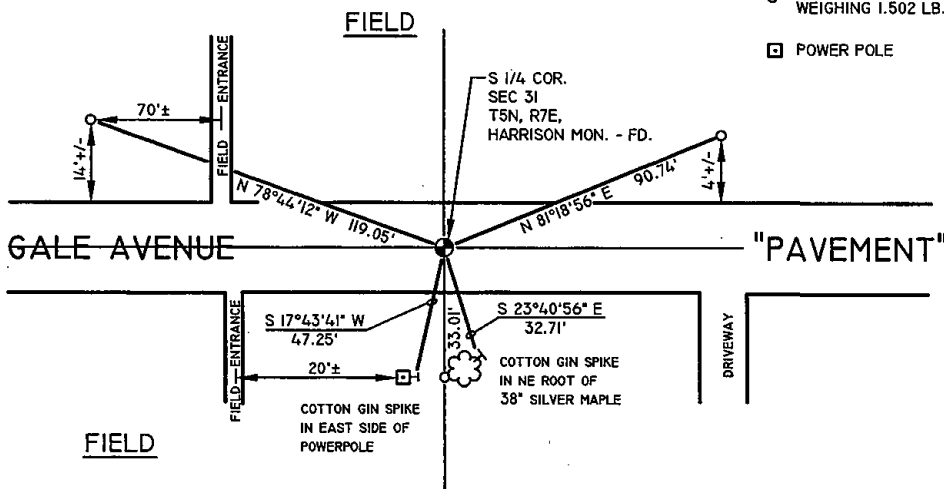 FIELD
WEIGHING 1.502 LB.
POWER POLE
S 1/4 COR.
SEC 31
T5N, R7E,
HARRISON MON. - FD.
70'±
FIELD — ENTRANCE
14'+/-
N 78°44'12" W 119.05'
N 81°18'56" E 90.74'
4'+/-
GALE AVENUE
"PAVEMENT"
S 17°43'41" W
47.25'
33.01'
S 23°40'56" E
32.71'
FIELD — ENTRANCE
20'±
DRIVEWAY
COTTON GIN SPIKE
IN NE ROOT OF
38" SILVER MAPLE
COTTON GIN SPIKE
IN EAST SIDE OF
POWERPOLE
FIELD